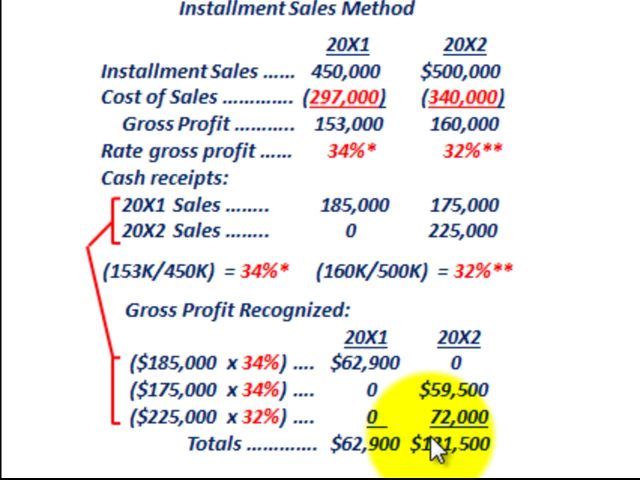 Installment Sales Method
20X1 20X2
Installment Sales ...... 450,000 $500,000
Cost of Sales ............. (297,000) (340,000)
Gross Profit ........... 153,000 160,000
Rate gross profit ...... 34%* 32%**
Cash receipts:
20X1 Sales ........ 185,000 175,000
20X2 Sales ........ 0 225,000
(153K/450K) = 34%* (160K/500K) = 32%**
Gross Profit Recognized:
20X1 20X2
($185,000 x 34%) .... $62,900 0
($175,000 x 34%) .... 0 $59,500
($225,000 x 32%) .... 0 72,000
Totals ............. $62,900 $131,500